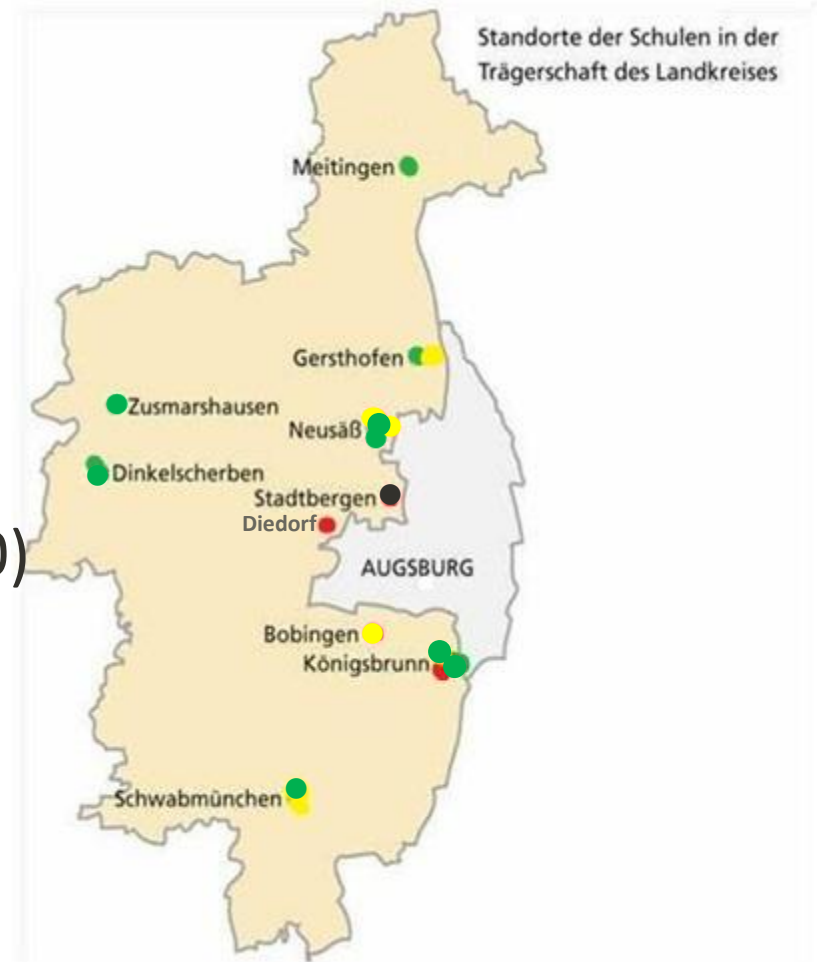 Standorte der Schulen in der
Trägerschaft des Landkreises
Meitingen
Gersthofen
Zusmarshausen
Neusäß
Dinkelscherben
Stadtbergen
Diedorf
)
AUGSBURG
Bobingen
Königsbrunn
Schwabmünchen